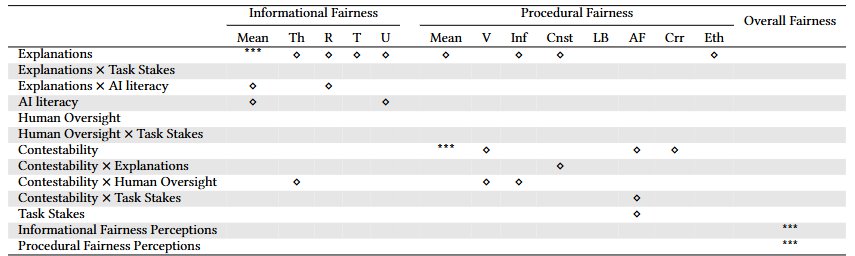 Informational Fairness Procedural Fairness Overall Fairness
Mean Th R T U Mean V Inf Cnst LB AF Crr Eth
Explanations *** ◇ ◇ ◇ ◇ ◇ ◇ ◇ ◇
Explanations × Task Stakes
Explanations × AI literacy ◇ ◇
AI literacy ◇ ◇
Human Oversight
Human Oversight × Task Stakes
Contestability *** ◇ ◇ ◇
Contestability × Explanations ◇
Contestability × Human Oversight ◇ ◇ ◇
Contestability × Task Stakes ◇
Task Stakes ◇
Informational Fairness Perceptions ***
Procedural Fairness Perceptions ***